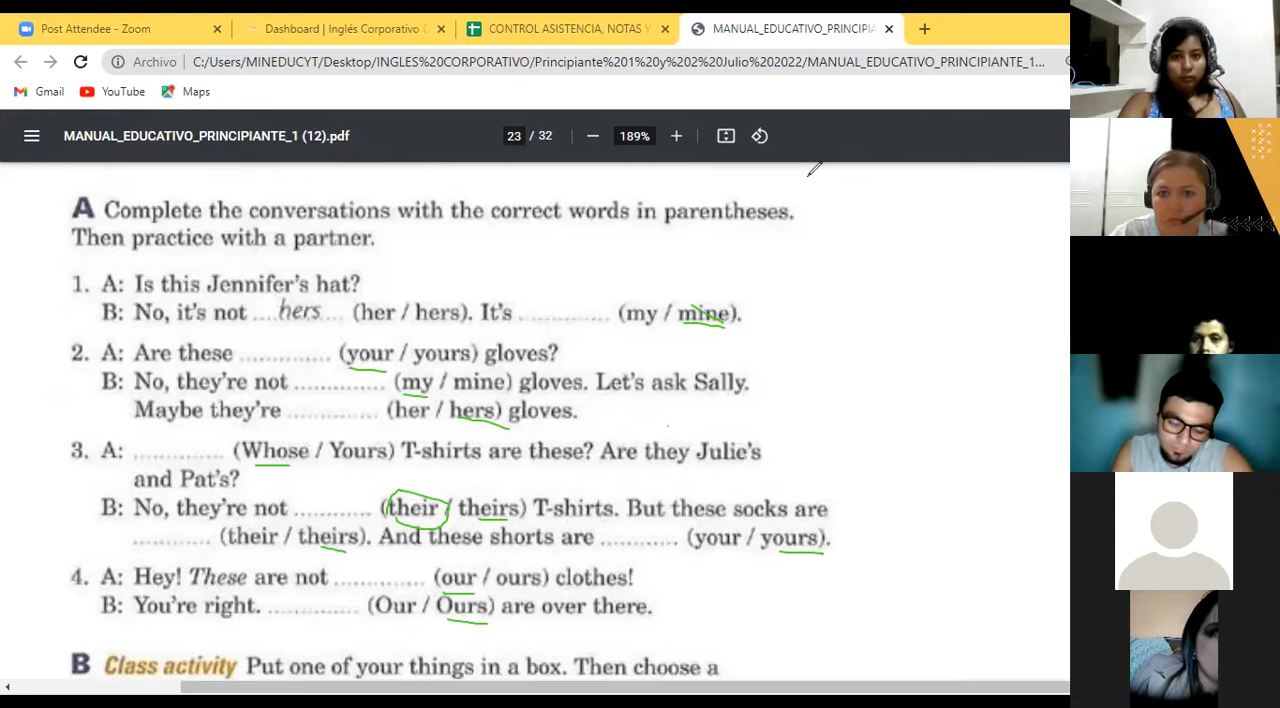 Post Attendee - Zoom
Dashboard | Inglés Corporativo
CONTROL ASISTENCIA, NOTAS Y
MANUAL_EDUCATIVO_PRINCIPIA
Archivo
C:/Users/MINEDUCYT/Desktop/INGLES%20CORPORATIVO/Principiante%201%20y%202%20Julio%202022/MANUAL_EDUCATIVO_PRINCIPIANTE_1...
Gmail
YouTube
Maps
MANUAL_EDUCATIVO_PRINCIPIANTE_1 (12).pdf
23 / 32
189%
A Complete the conversations with the correct words in parentheses.
Then practice with a partner.
1. A: Is this Jennifer's hat?
B: No, it's not ....hers.... (her / hers). It's .............. (my / mine).
2. A: Are these .............. (your / yours) gloves?
B: No, they're not .............. (my / mine) gloves. Let's ask Sally.
Maybe they're .............. (her / hers) gloves.
3. A: .............. (Whose / Yours) T-shirts are these? Are they Julie's
and Pat's?
B: No, they're not .............. (their / theirs) T-shirts. But these socks are
.............. (their / theirs). And these shorts are .............. (your / yours).
4. A: Hey! These are not .............. (our / ours) clothes!
B: You're right. .............. (Our / Ours) are over there.
B Class activity Put one of your things in a box. Then choose a